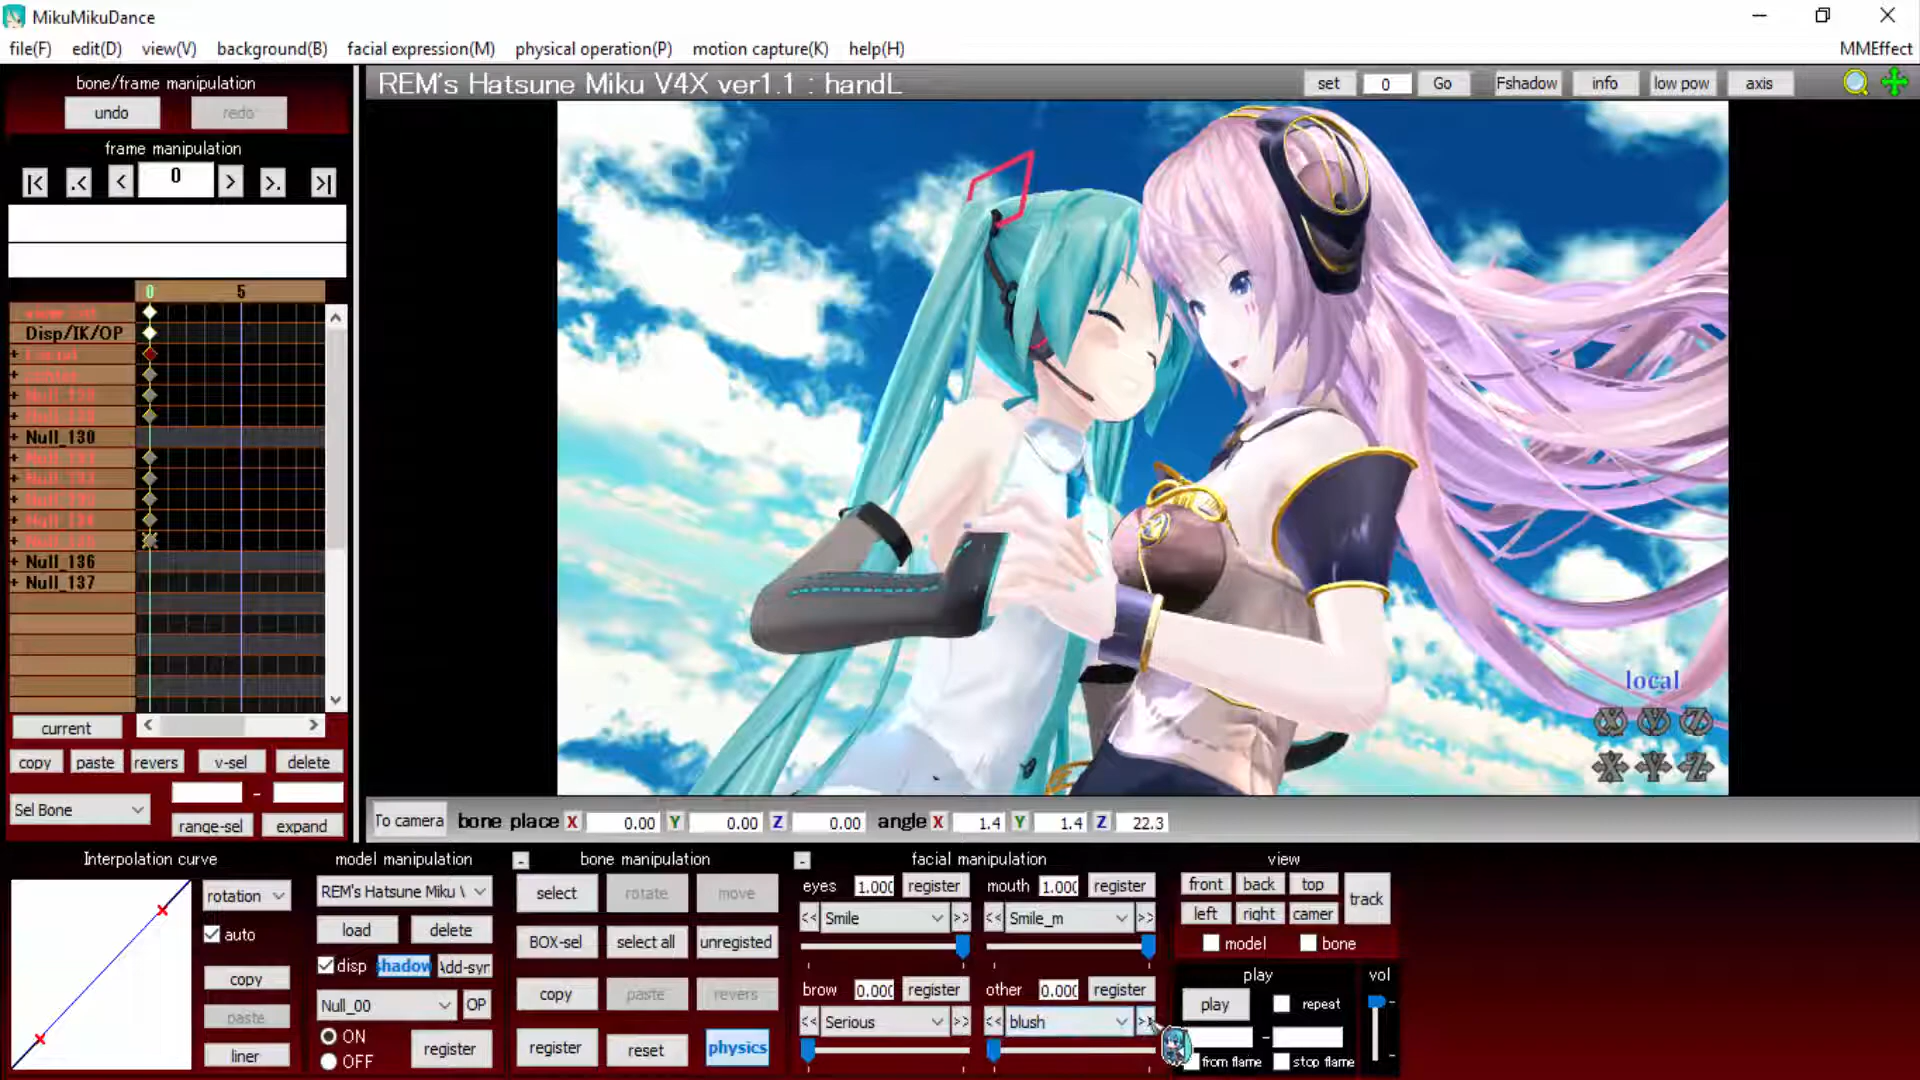 MikuMikuDance
file(F) edit(D) view(V) background(B) facial expression(M) physical operation(P) motion capture(K) help(H) MMEffect
bone/frame manipulation
undo redo
frame manipulation
|< .< < 0 > >. >|
REM's Hatsune Miku V4X ver1.1 : handL
set 0 Go Fshadow info low pow axis
0 5
Disp/IK/OP
Null_130
Null_136
Null_137
current < >
copy paste revers v-sel delete
Sel Bone -
range-sel expand
local
X Y Z
X Y Z
To camera bone place X 0.00 Y 0.00 Z 0.00 angle X 1.4 Y 1.4 Z 22.3
Interpolation curve
rotation
auto
copy
paste
liner
model manipulation
REM's Hatsune Miku \
load delete
disp shadow Add-syn
Null_00 OP
ON
OFF
register
- bone manipulation
select rotate move
BOX-sel select all unregisted
copy paste revers
register reset physics
- facial manipulation
eyes 1.000 register mouth 1.000 register
<< Smile >> << Smile_m >>
brow 0.000 register other 0.000 register
<< Serious >> << blush >>
view
front back top track
left right camer
model bone
play vol
play repeat
-
from flame stop flame